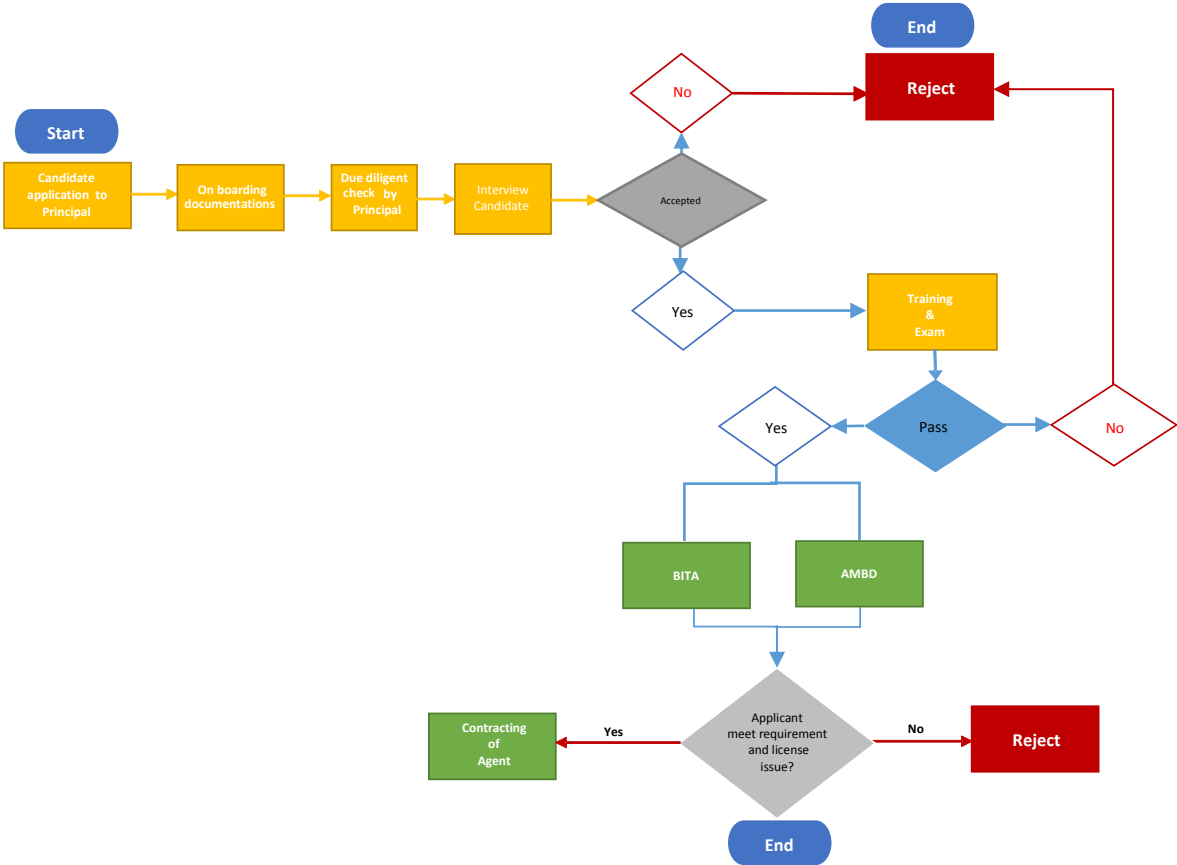 End
Reject
No
Start
Candidate
application to
Principal
On boarding
documentations
Due diligent
check by
Principal
Interview
Candidate
Accepted
Yes
Training
&
Exam
Yes
Pass
No
BITA
AMBD
Contracting
of
Agent
Yes
Applicant
meet requirement
and license
issue?
No
Reject
End